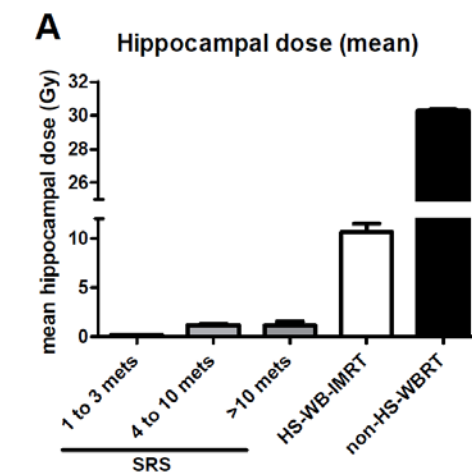 A
Hippocampal dose (mean)
mean hippocampal dose (Gy)
32
30
28
26
10
5
0
1 to 3 mets
4 to 10 mets
>10 mets
HS-WB-IMRT
non-HS-WBRT
SRS